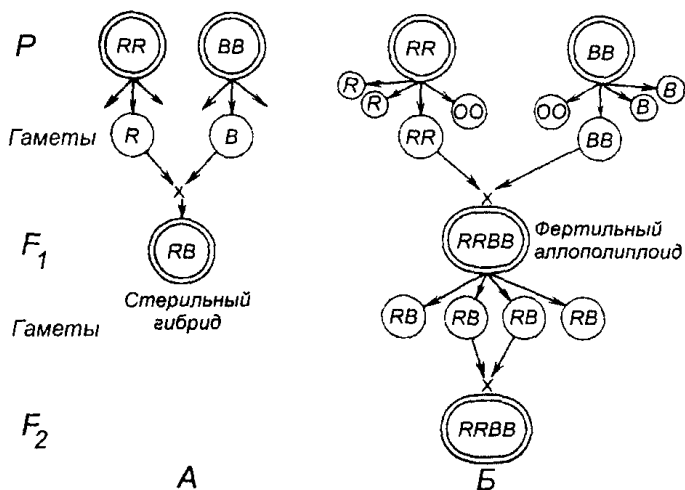 P
RR
BB
RR
BB
R
R
OO
OO
B
B
Гаметы
R
B
RR
BB
x
x
F1
RB
RRBB
Фертильный
аллополиплоид
Стерильный
гибрид
Гаметы
RB
RB
RB
RB
x
F2
RRBB
А
Б